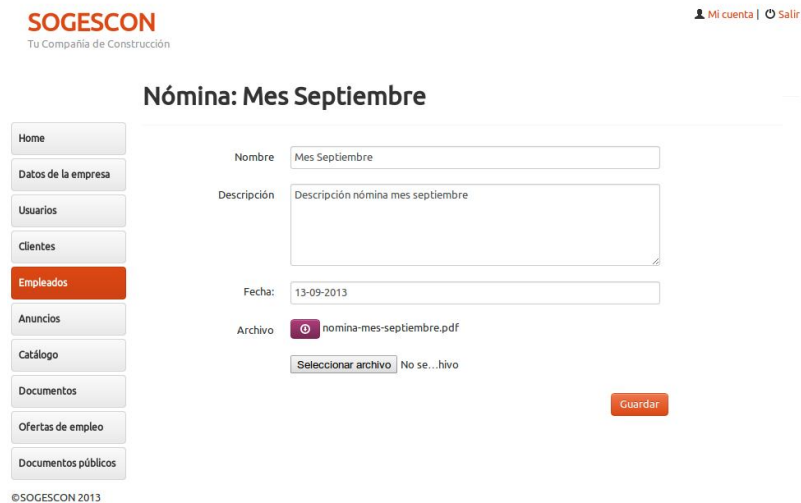 SOGESCON
Tu Compañía de Construcción
Mi cuenta | Salir
Nómina: Mes Septiembre
Home
Datos de la empresa
Usuarios
Clientes
Empleados
Anuncios
Catálogo
Documentos
Ofertas de empleo
Documentos públicos
Nombre Mes Septiembre
Descripción Descripción nómina mes septiembre
Fecha: 13-09-2013
Archivo nomina-mes-septiembre.pdf
Seleccionar archivo No se…hivo
Guardar
©SOGESCON 2013